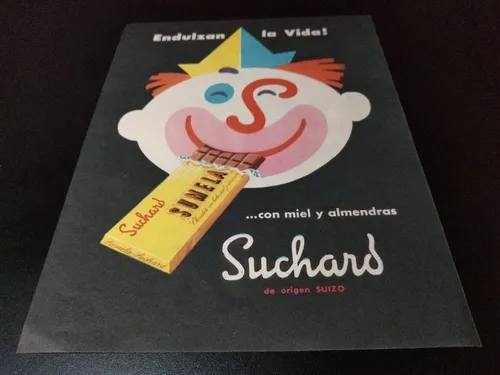 Endulzan la Vida!
Suchard
SUMELA
...con miel y almendras
Suchard
de origen SUIZO